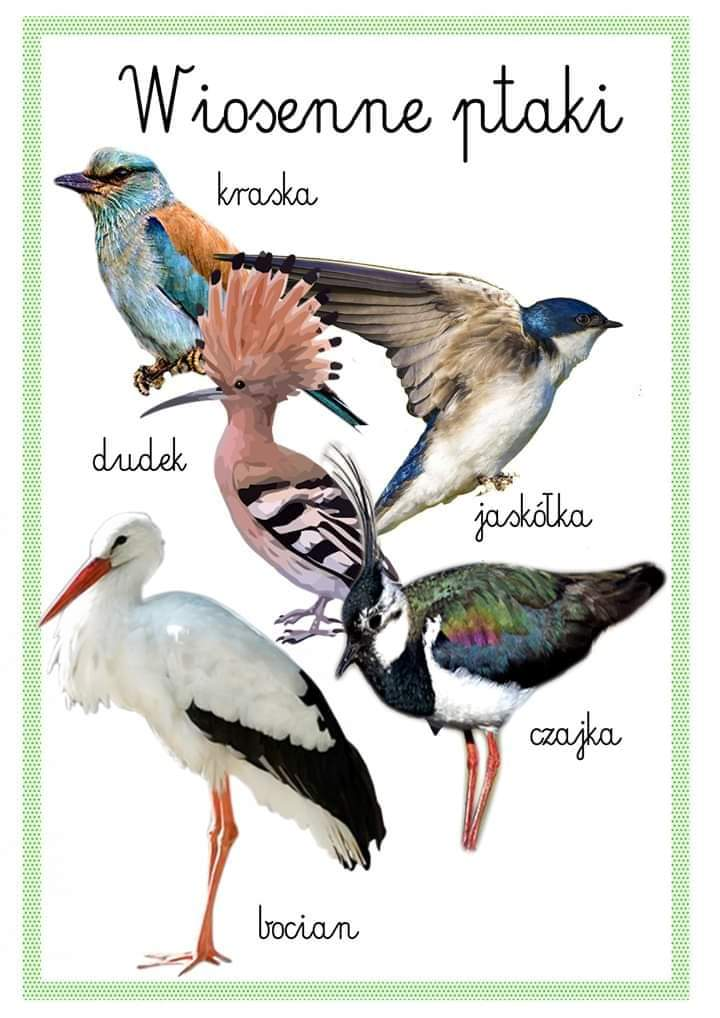 Wiosenne ptaki
kraska
dudek
jaskółka
czajka
bocian